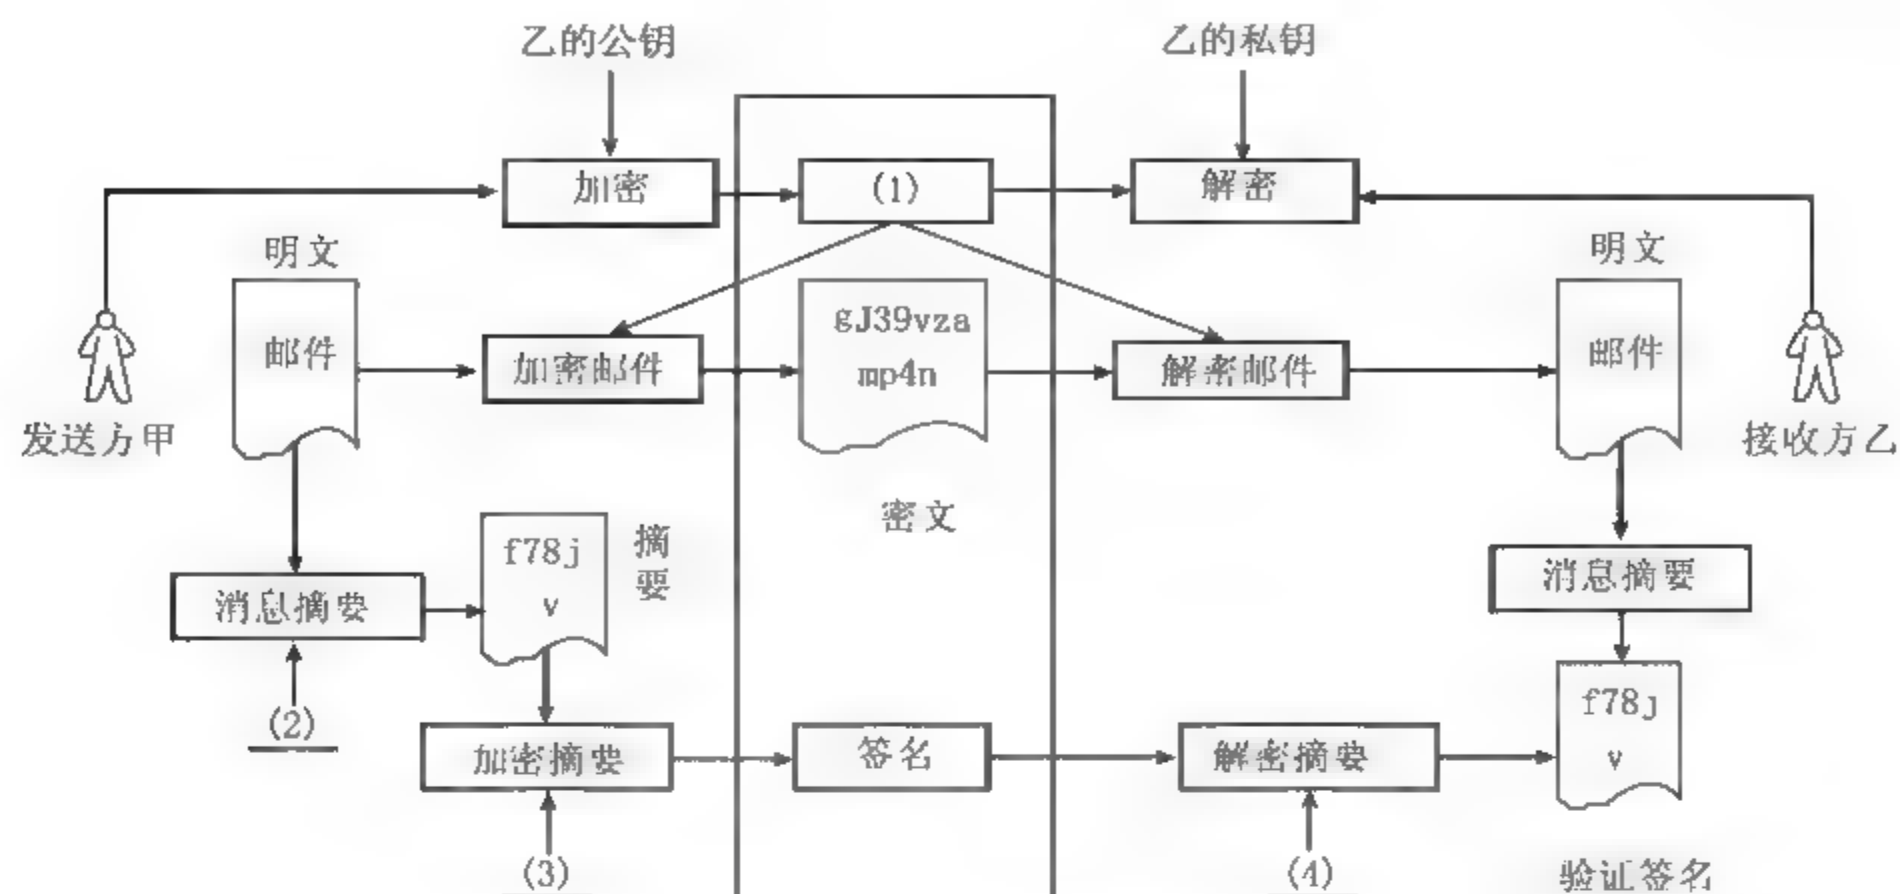 乙的公钥
乙的私钥
加密
(1)
解密
明文
明文
邮件
加密邮件
gJ39vza
mp4n
解密邮件
邮件
发送方甲
接收方乙
密文
f78j
v
摘
要
消息摘要
消息摘要
(2)
加密摘要
签名
解密摘要
f78j
v
(3)
(4)
验证签名